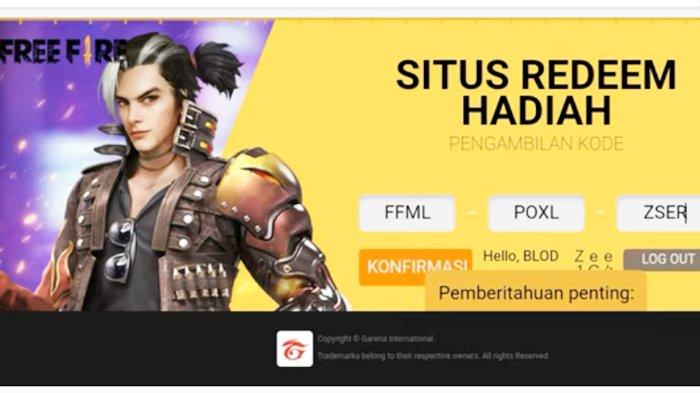 FREE FIRE
SITUS REDEEM
HADIAH
PENGAMBILAN KODE
FFML – POXL – ZSER
KONFIRMASI
Hello, BLOD
Zee
LOG OUT
Pemberitahuan penting:
Copyright © Garena International.
Trademarks belong to their respective owners. All rights Reserved.